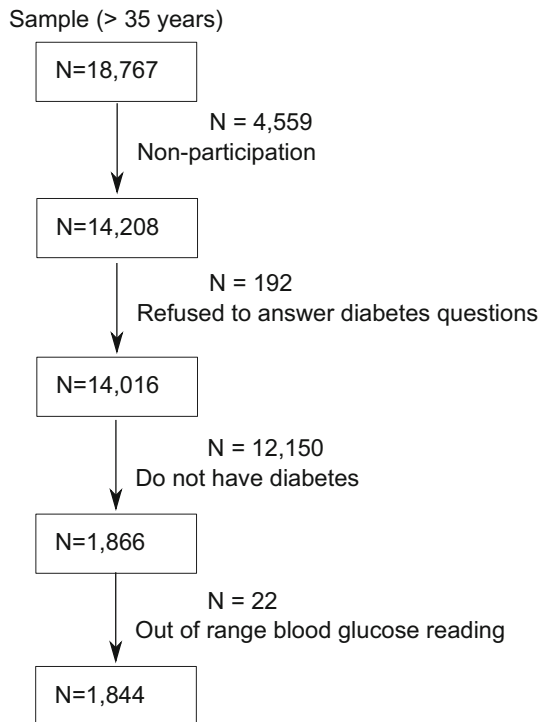 Sample (> 35 years)
N=18,767
N = 4,559
Non-participation
N=14,208
N = 192
Refused to answer diabetes questions
N=14,016
N = 12,150
Do not have diabetes
N=1,866
N = 22
Out of range blood glucose reading
N=1,844